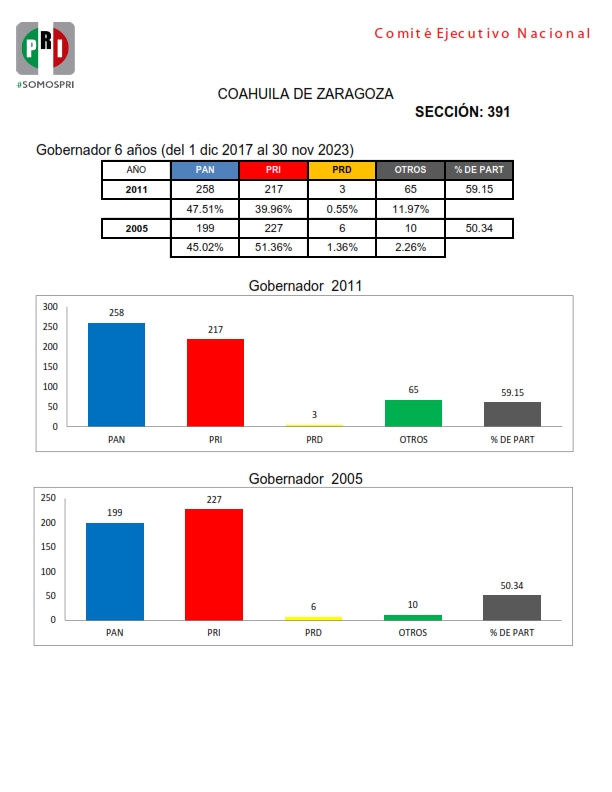 Comité Ejecutivo Nacional
PRI
#SOMOSPRI
COAHUILA DE ZARAGOZA
SECCIÓN: 391
Gobernador 6 años (del 1 dic 2017 al 30 nov 2023)
AÑO PAN PRI PRD OTROS % DE PART
2011 258 217 3 65 59.15
47.51% 39.96% 0.55% 11.97%
2005 199 227 6 10 50.34
45.02% 51.36% 1.36% 2.26%
Gobernador 2011
300
250
200
150
100
50
0
258
217
3
65
59.15
PAN PRI PRD OTROS % DE PART
Gobernador 2005
250
200
150
100
50
0
199
227
6
10
50.34
PAN PRI PRD OTROS % DE PART